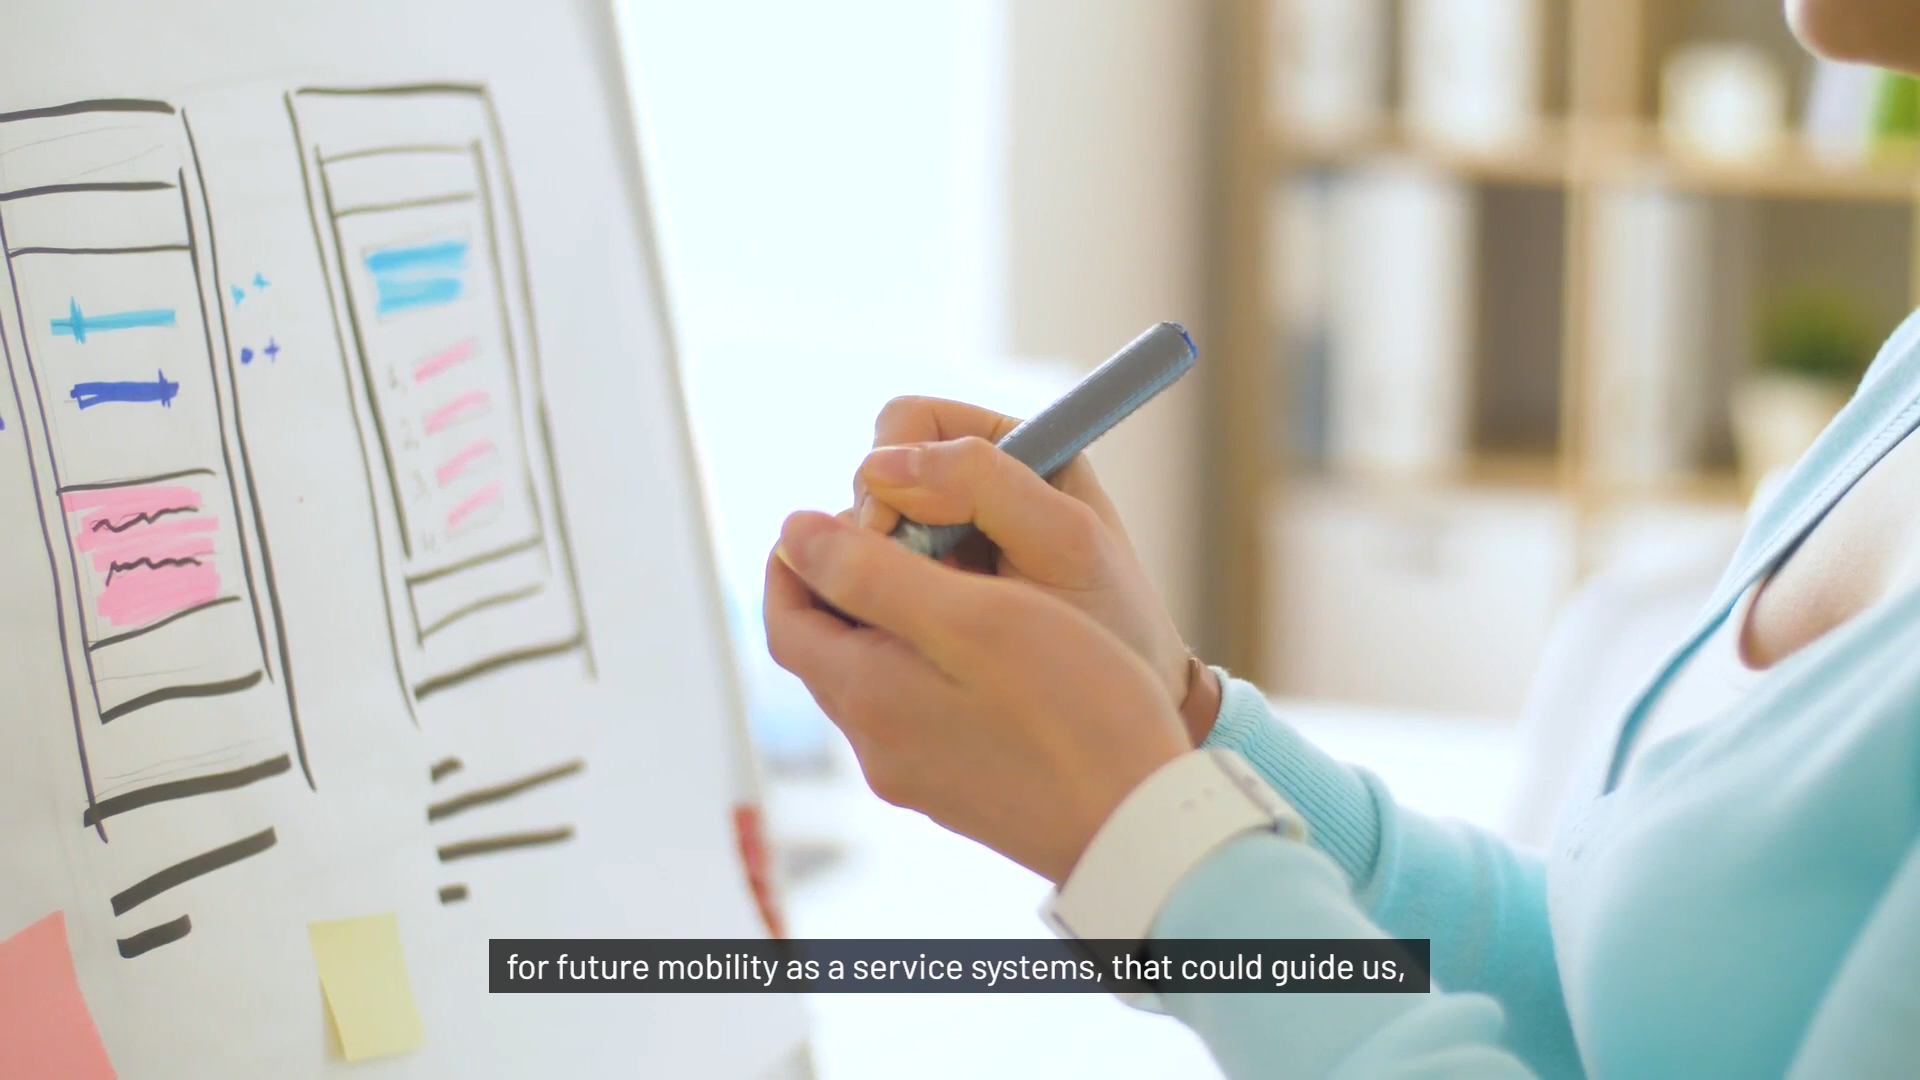 for future mobility as a service systems, that could guide us,